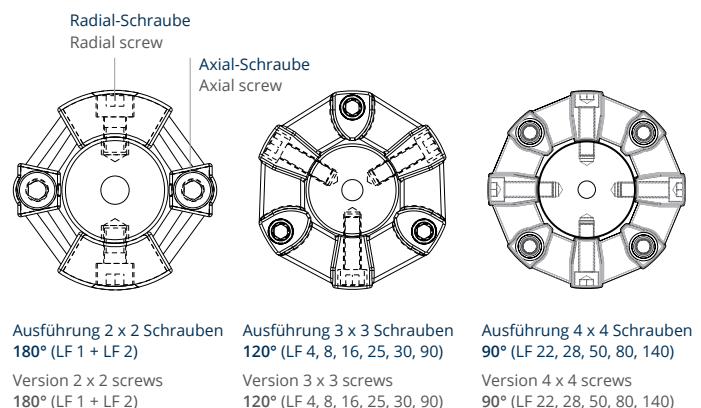 Radial-Schraube
Radial screw
Axial-Schraube
Axial screw
Ausführung 2 x 2 Schrauben
180° (LF 1 + LF 2)
Version 2 x 2 screws
180° (LF 1 + LF 2)
Ausführung 3 x 3 Schrauben
120° (LF 4, 8, 16, 25, 30, 90)
Version 3 x 3 screws
120° (LF 4, 8, 16, 25, 30, 90)
Ausführung 4 x 4 Schrauben
90° (LF 22, 28, 50, 80, 140)
Version 4 x 4 screws
90° (LF 22, 28, 50, 80, 140)